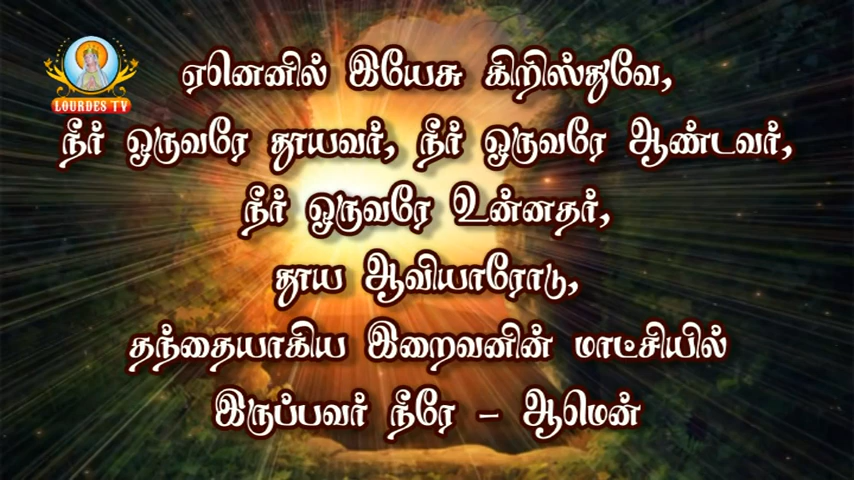 LOURDES TV
ஏனெனில் இயேசு கிறிஸ்துவே,
நீர் ஒருவரே தூயவர், நீர் ஒருவரே ஆண்டவர்,
நீர் ஒருவரே உன்னதர்,
தூய ஆவியாரோடு,
தந்தையாகிய இறைவனின் மாட்சியில்
இருப்பவர் நீரே – ஆமென்